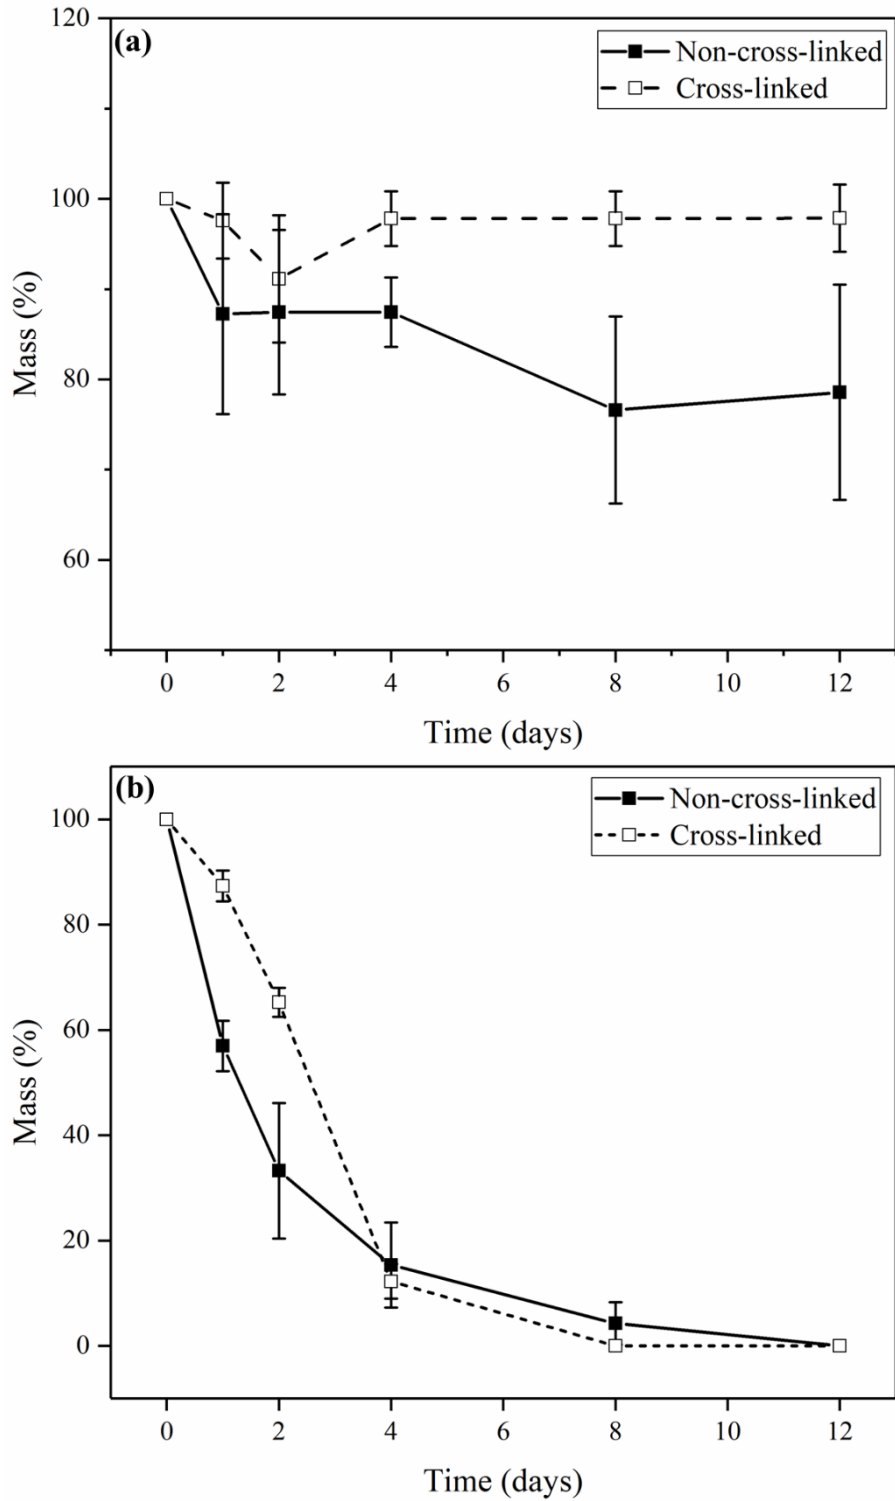 (a)
Non-cross-linked
Cross-linked
120
100
80
60
Mass (%)
0 2 4 6 8 10 12
Time (days)
(b)
Non-cross-linked
Cross-linked
100
80
60
40
20
0
Mass (%)
0 2 4 6 8 10 12
Time (days)